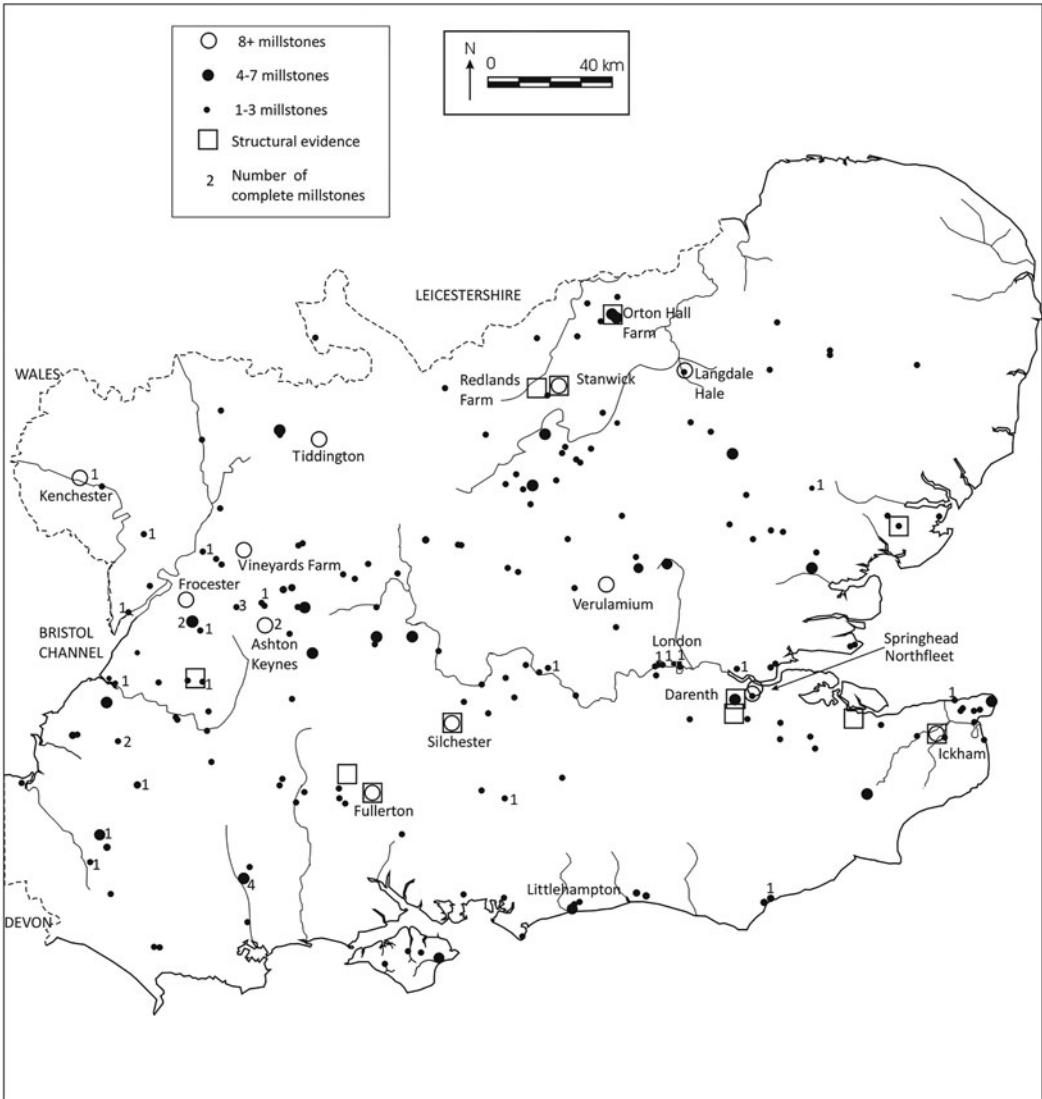 8+ millstones
4-7 millstones
1-3 millstones
Structural evidence
2 Number of
complete millstones
N
0 40 km
LEICESTERSHIRE
Orton Hall
Farm
WALES
Redlands
Farm
Stanwick
Langdale
Hale
Tiddington
1
Kenchester
1
1
1
Vineyards Farm
Frocester
1
3
1
Verulamium
2
1
2
Ashton
Keynes
BRISTOL
CHANNEL
London
1
1
1
1
1
Springhead
Northfleet
1
1
Darenth
1
2
Silchester
Ickham
1
Fullerton
1
1
1
4
Littlehampton
1
DEVON